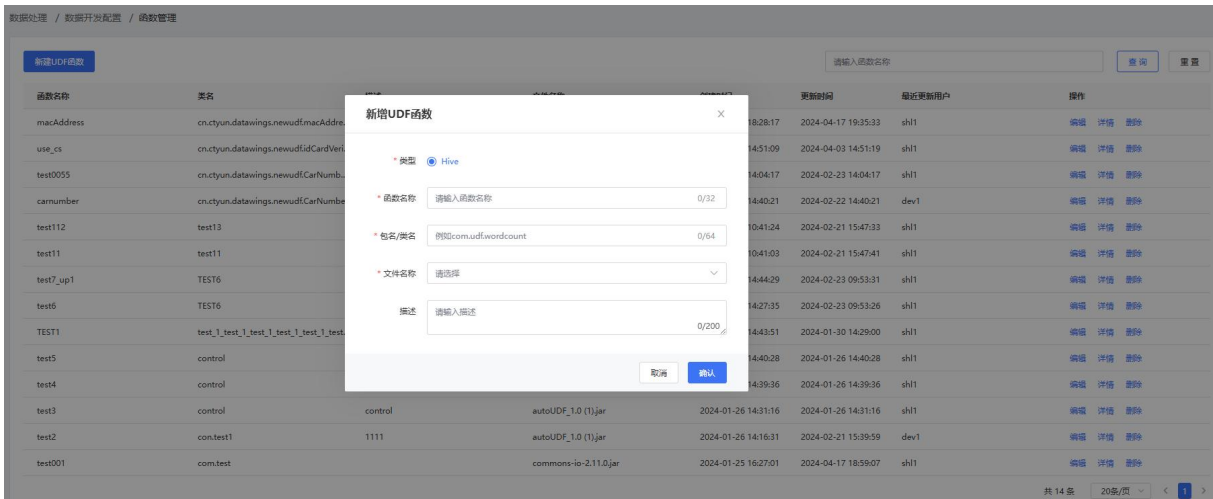 数据处理 / 数据开发配置 / 函数管理
新建UDF函数 请输入函数名称 查询 重置
函数名称 类名 更新时间 最近更新用户 操作
macAddress cn.ctyun.datawings.newudf.macAddre... 18:28:17 2024-04-17 19:35:33 shl1 编辑 详情 删除
use_cs cn.ctyun.datawings.newudf.idCardVeri... 14:51:09 2024-04-03 14:51:19 shl1 编辑 详情 删除
test0055 cn.ctyun.datawings.newudf.CarNumb... 14:04:17 2024-02-23 14:04:17 shl1 编辑 详情 删除
carnumber cn.ctyun.datawings.newudf.CarNumbe 14:40:21 2024-02-22 14:40:21 dev1 编辑 详情 删除
test112 test13 10:41:24 2024-02-21 15:47:33 shl1 编辑 详情 删除
test11 test11 10:41:03 2024-02-21 15:47:41 shl1 编辑 详情 删除
test7_up1 TEST6 14:44:29 2024-02-23 09:53:31 shl1 编辑 详情 删除
test6 TEST6 14:27:35 2024-02-23 09:53:26 shl1 编辑 详情 删除
TEST1 test_1_test_1_test_1_test_1_test_1_test. 14:43:51 2024-01-30 14:29:00 shl1 编辑 详情 删除
test5 control 14:40:28 2024-01-26 14:40:28 shl1 编辑 详情 删除
test4 control 14:39:36 2024-01-26 14:39:36 shl1 编辑 详情 删除
test3 control control autoUDF_1.0 (1).jar 2024-01-26 14:31:16 2024-01-26 14:31:16 shl1 编辑 详情 删除
test2 con.test1 1111 autoUDF_1.0 (1).jar 2024-01-26 14:16:31 2024-02-21 15:39:59 dev1 编辑 详情 删除
test001 com.test commons-io-2.11.0.jar 2024-01-25 16:27:01 2024-04-17 18:59:07 shl1 编辑 详情 删除
共 14 条 20条/页 < 1 >
新增UDF函数 ×
* 类型 Hive
* 函数名称 请输入函数名称 0/32
* 包名/类名 例如com.udf.wordcount 0/64
* 文件名称 请选择
描述 请输入描述 0/200
取消 确认